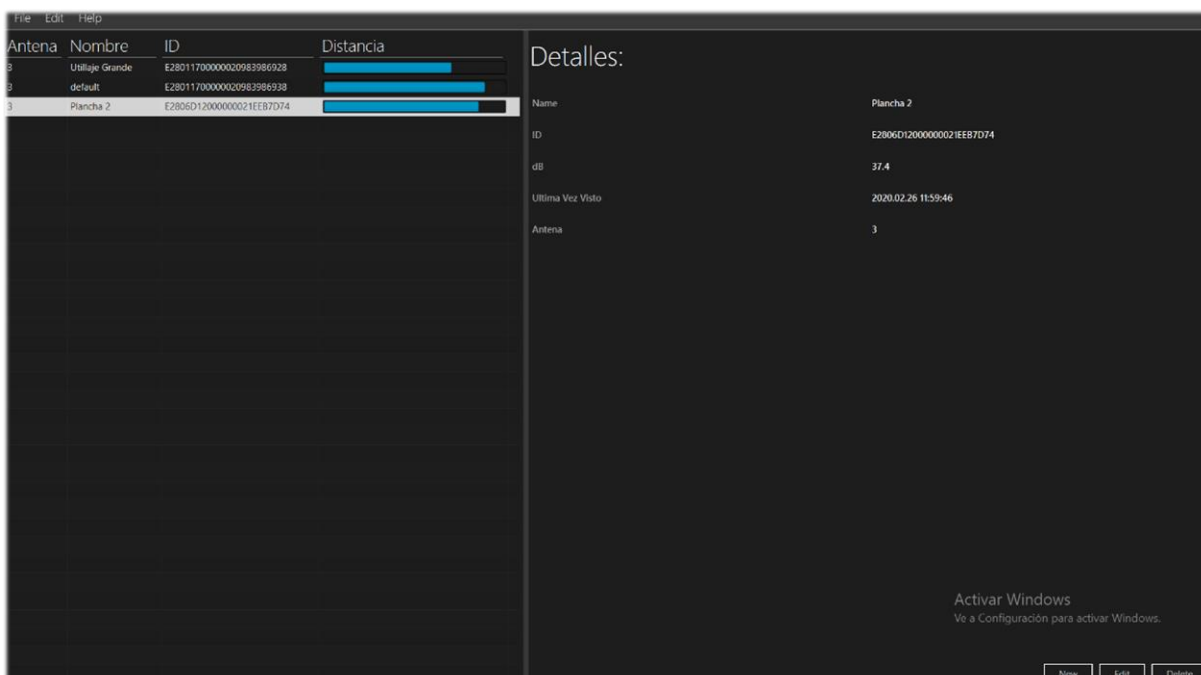 File Edit Help
Antena Nombre ID Distancia
3 Utillaje Grande E28011700000020983986928
3 default E28011700000020983986938
3 Plancha 2 E2806D12000000021EEB7D74
Detalles:
Name Plancha 2
ID E2806D12000000021EEB7D74
dB 37.4
Ultima Vez Visto 2020.02.26 11:59:46
Antena 3
Activar Windows
Ve a Configuración para activar Windows.
New Edit Delete